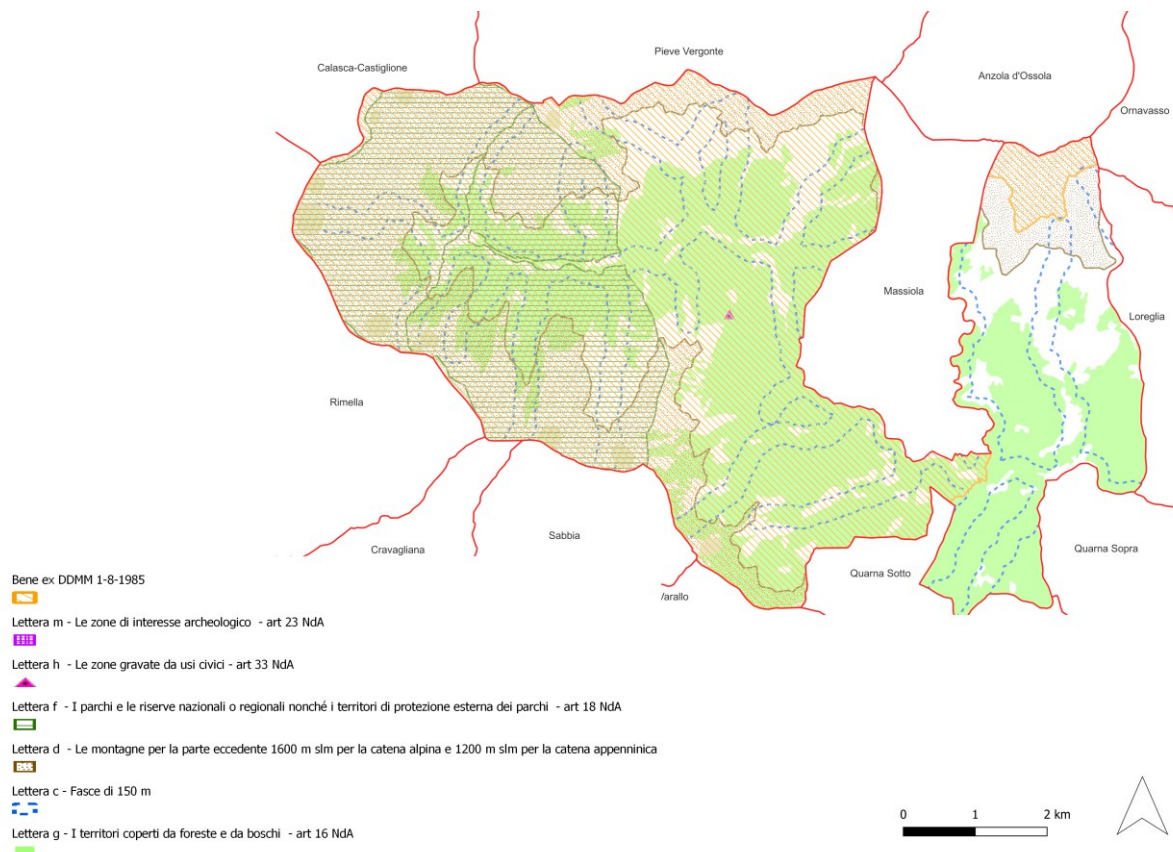 Pieve Vergonte
Calasca-Castiglione
Anzola d'Ossola
Ornavasso
Massiola
Loreglia
Rimella
Sabbia
Cravagliana
Quarna Sopra
Quarna Sotto
/arallo
Bene ex DDMM 1-8-1985
Lettera m - Le zone di interesse archeologico - art 23 NdA
Lettera h - Le zone gravate da usi civici - art 33 NdA
Lettera f - I parchi e le riserve nazionali o regionali nonché i territori di protezione esterna dei parchi - art 18 NdA
Lettera d - Le montagne per la parte eccedente 1600 m slm per la catena alpina e 1200 m slm per la catena appenninica
Lettera c - Fasce di 150 m
Lettera g - I territori coperti da foreste e da boschi - art 16 NdA
0 1 2 km